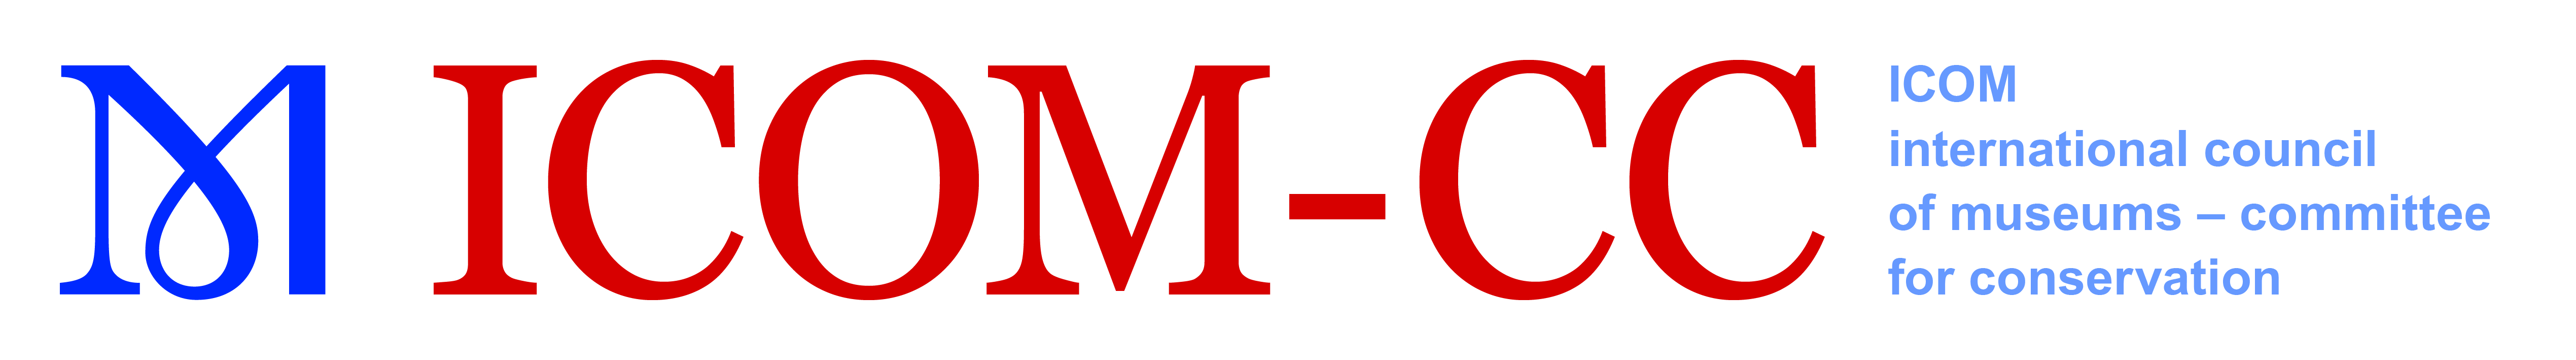 M ICOM-CC
ICOM
international council
of museums – committee
for conservation